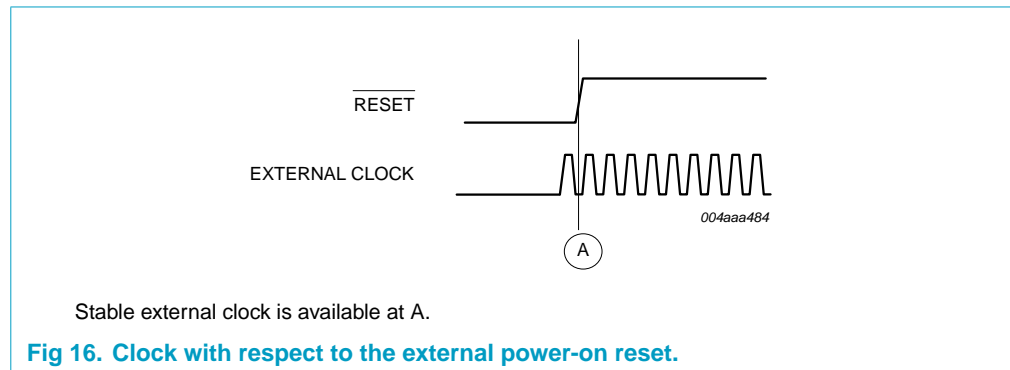 RESET
EXTERNAL CLOCK
004aaa484
A
Stable external clock is available at A.
Fig 16. Clock with respect to the external power-on reset.